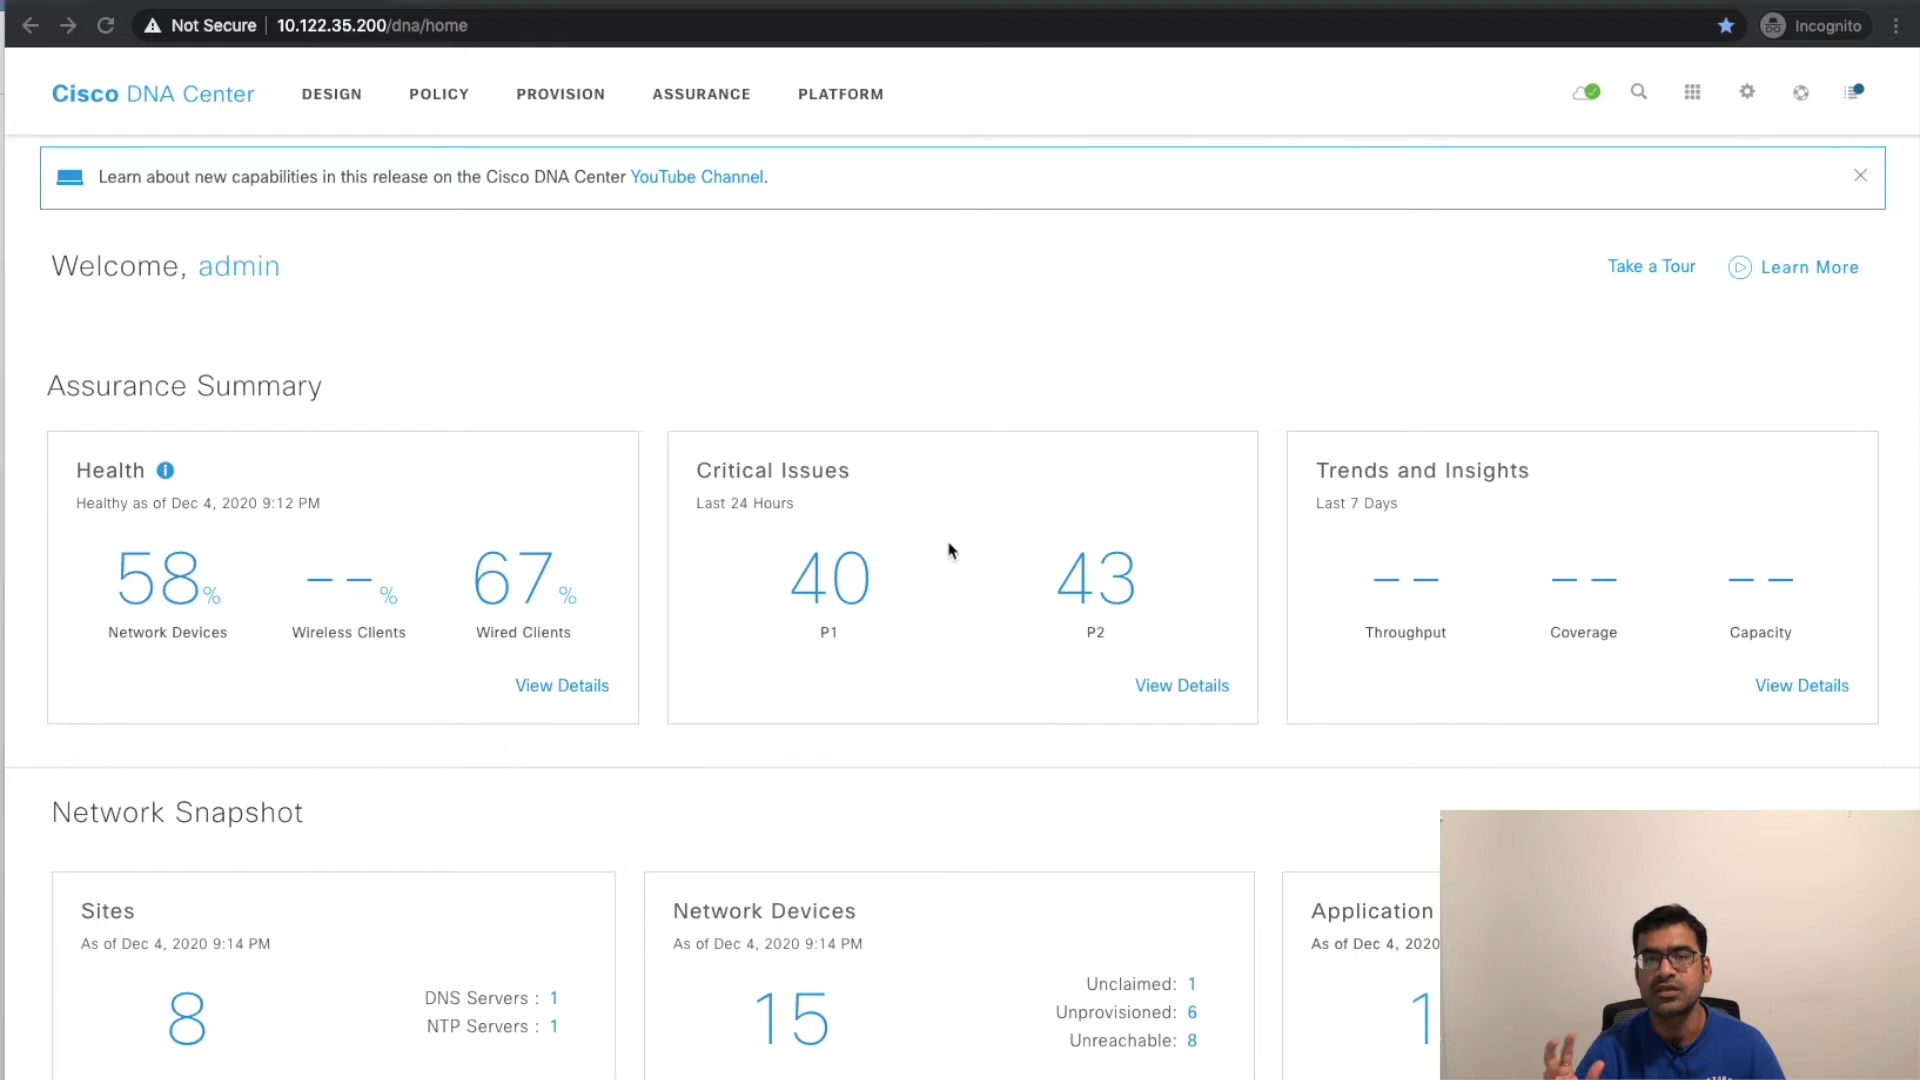 Not Secure | 10.122.35.200/dna/home
Incognito
Cisco DNA Center
DESIGN
POLICY
PROVISION
ASSURANCE
PLATFORM
Learn about new capabilities in this release on the Cisco DNA Center YouTube Channel.
Welcome, admin
Take a Tour
Learn More
Assurance Summary
Health
Healthy as of Dec 4, 2020 9:12 PM
58%
Network Devices
– – %
Wireless Clients
67%
Wired Clients
View Details
Critical Issues
Last 24 Hours
40
P1
43
P2
View Details
Trends and Insights
Last 7 Days
– –
Throughput
– –
Coverage
– –
Capacity
View Details
Network Snapshot
Sites
As of Dec 4, 2020 9:14 PM
8
DNS Servers : 1
NTP Servers : 1
Network Devices
As of Dec 4, 2020 9:14 PM
15
Unclaimed: 1
Unprovisioned: 6
Unreachable: 8
Application
As of Dec 4, 2020
1